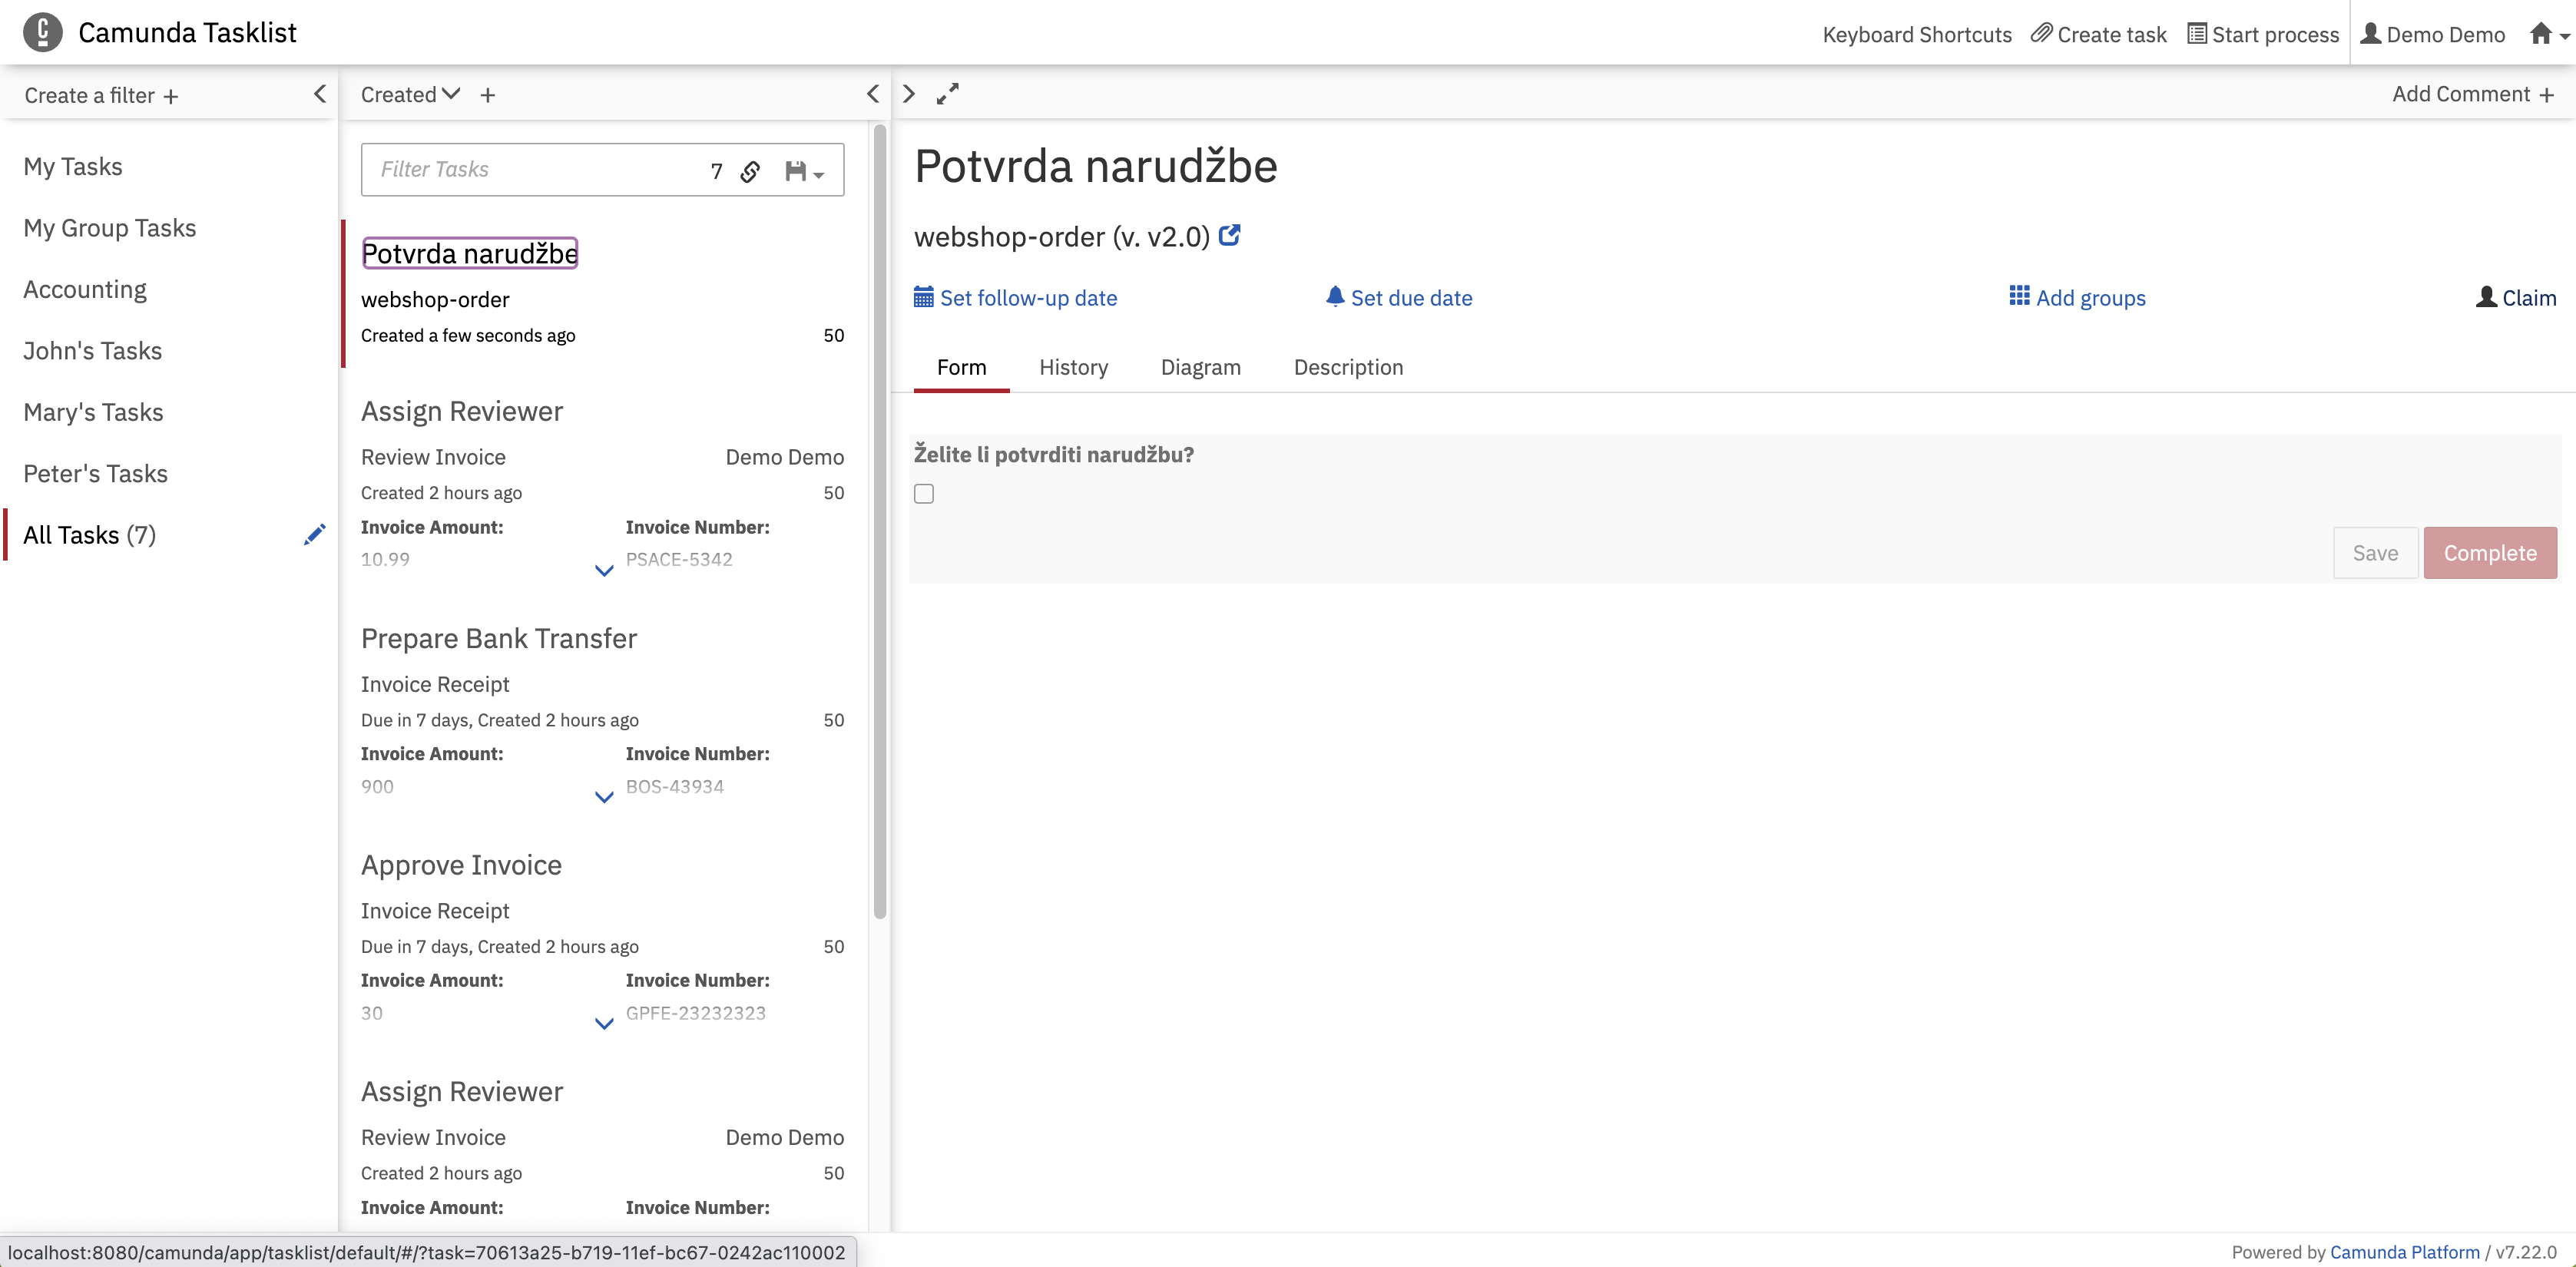 Camunda Tasklist
Keyboard Shortcuts Create task Start process Demo Demo
Create a filter +
Created +
Add Comment +
My Tasks
My Group Tasks
Accounting
John's Tasks
Mary's Tasks
Peter's Tasks
All Tasks (7)
Filter Tasks 7
Potvrda narudžbe
webshop-order
Created a few seconds ago 50
Assign Reviewer
Review Invoice Demo Demo
Created 2 hours ago 50
Invoice Amount: Invoice Number:
10.99 PSACE-5342
Prepare Bank Transfer
Invoice Receipt
Due in 7 days, Created 2 hours ago 50
Invoice Amount: Invoice Number:
900 BOS-43934
Approve Invoice
Invoice Receipt
Due in 7 days, Created 2 hours ago 50
Invoice Amount: Invoice Number:
30 GPFE-23232323
Assign Reviewer
Review Invoice Demo Demo
Created 2 hours ago 50
Invoice Amount: Invoice Number:
Potvrda narudžbe
webshop-order (v. v2.0)
Set follow-up date Set due date Add groups Claim
Form History Diagram Description
Želite li potvrditi narudžbu?
Save Complete
localhost:8080/camunda/app/tasklist/default/#/?task=70613a25-b719-11ef-bc67-0242ac110002
Powered by Camunda Platform / v7.22.0